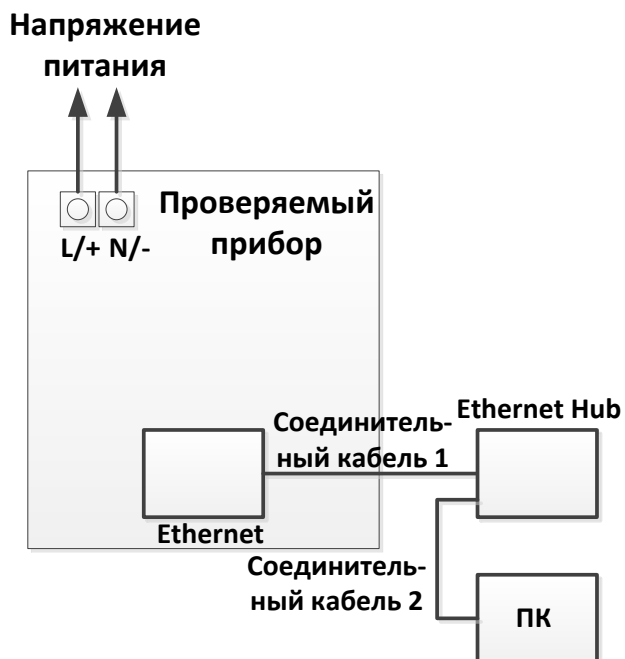 Напряжение
питания
Проверяемый
прибор
L/+ N/-
Соединитель-
ный кабель 1
Ethernet Hub
Ethernet
Соединитель-
ный кабель 2
ПК